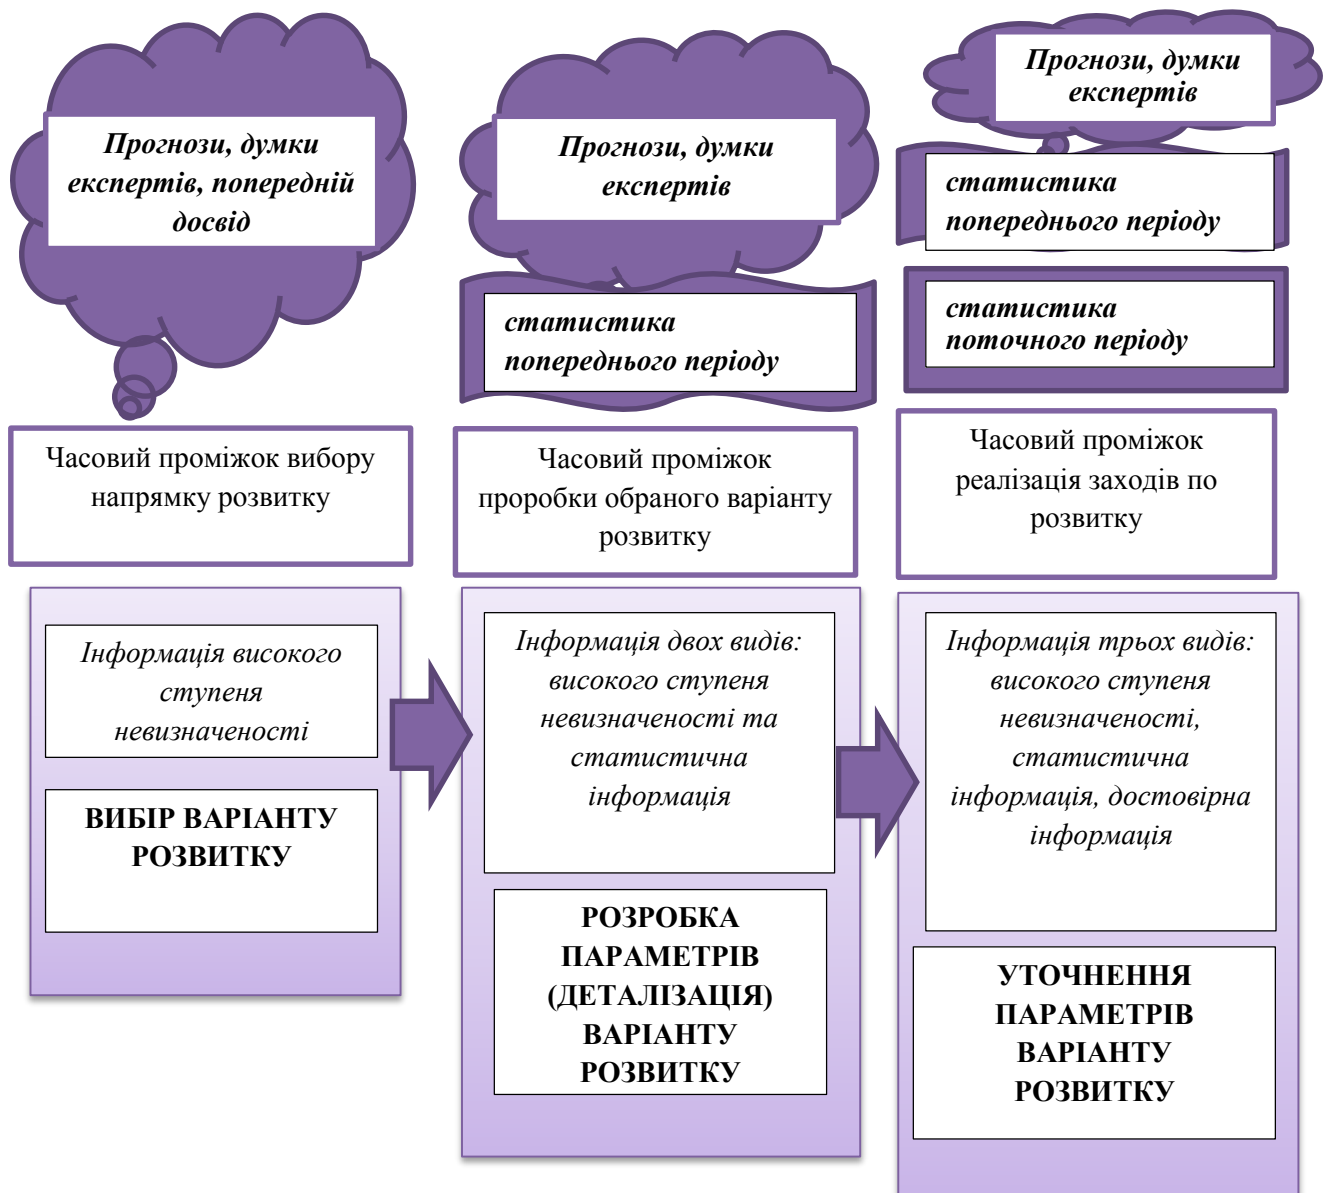 Прогнози, думки
експертів, попередній
досвід
Прогнози, думки
експертів
Прогнози, думки
експертів
статистика
попереднього періоду
статистика
попереднього періоду
статистика
поточного періоду
Часовий проміжок вибору
напрямку розвитку
Часовий проміжок
проробки обраного варіанту
розвитку
Часовий проміжок
реалізація заходів по
розвитку
Інформація високого
ступеня
невизначеності
ВИБІР ВАРІАНТУ
РОЗВИТКУ
Інформація двох видів:
високого ступеня
невизначеності та
статистична
інформація
РОЗРОБКА
ПАРАМЕТРІВ
(ДЕТАЛІЗАЦІЯ)
ВАРІАНТУ
РОЗВИТКУ
Інформація трьох видів:
високого ступеня
невизначеності,
статистична
інформація, достовірна
інформація
УТОЧНЕННЯ
ПАРАМЕТРІВ
ВАРІАНТУ
РОЗВИТКУ